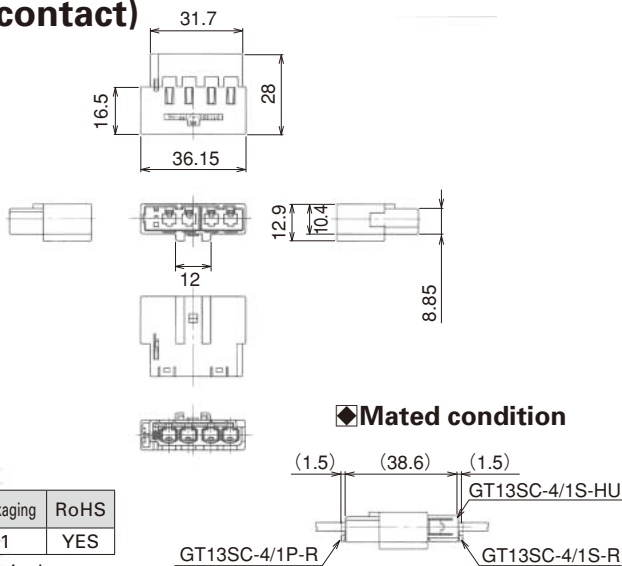 contact)
31.7
28
16.5
36.15
12.9
10.4
12
8.85
◆Mated condition
(1.5) (38.6) (1.5)
GT13SC-4/1S-HU
GT13SC-4/1P-R
GT13SC-4/1S-R
aging RoHS
1 YES